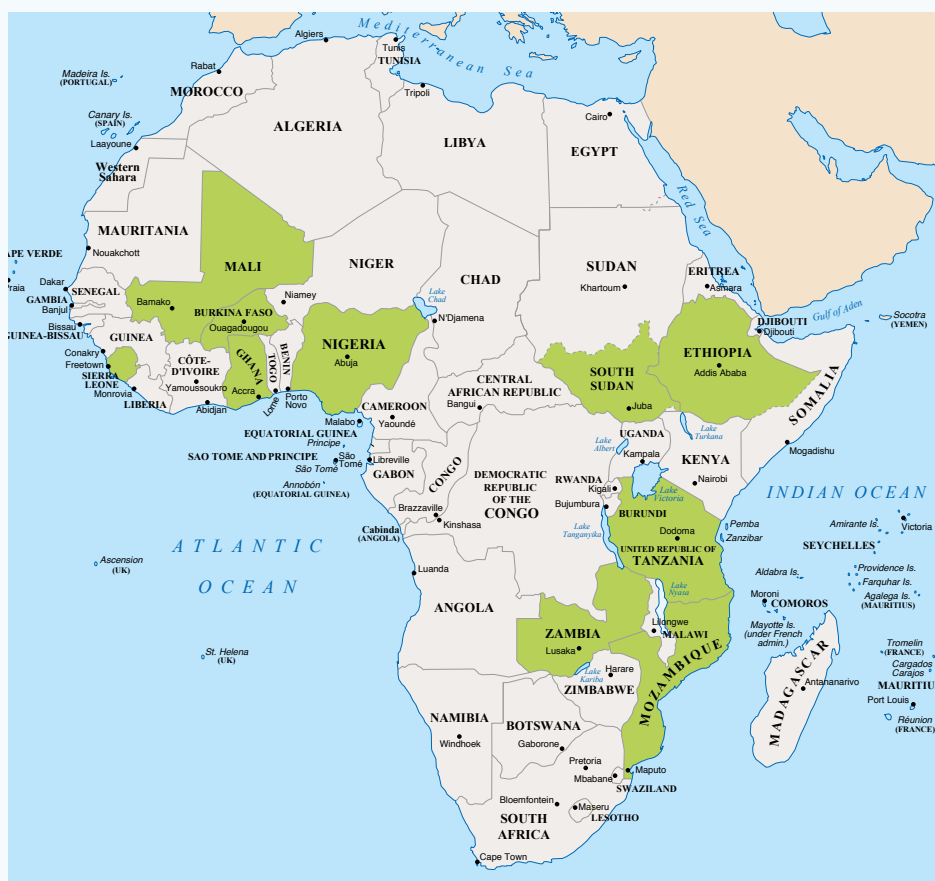 Mediterranean Sea
Algiers
Tunis
TUNISIA
Rabat
Madeira Is.
(PORTUGAL)
MOROCCO
Tripoli
Canary Is.
(SPAIN)
ALGERIA
LIBYA
Cairo
EGYPT
Laayoune
Western
Sahara
Red Sea
MAURITANIA
Nouakchott
MALI
NIGER
CHAD
SUDAN
Khartoum
ERITREA
Asmara
APE VERDE
raia
Dakar
SENEGAL
GAMBIA
Banjul
Bissau
GUINEA-BISSAU
Bamako
Niamey
BURKINA FASO
Ouagadougou
Lake
Chad
N'Djamena
Gulf of Aden
DJIBOUTI
Djibouti
Socotra
(YEMEN)
GUINEA
Conakry
Freetown
SIERRA
LEONE
Monrovia
LIBERIA
CÔTE-
D'IVOIRE
Yamoussoukro
Abidjan
GHANA
Accra
TOGO
Lome
BENIN
Porto
Novo
NIGERIA
Abuja
ETHIOPIA
Addis Ababa
SOUTH
SUDAN
Juba
SOMALIA
Mogadishu
CENTRAL
AFRICAN REPUBLIC
Bangui
CAMEROON
Yaoundé
Malabo
EQUATORIAL GUINEA
Principe
SAO TOME AND PRINCIPE
São
Tomé
São Tomé
Libreville
GABON
CONGO
Annobón
(EQUATORIAL GUINEA)
Lake
Albert
UGANDA
Kampala
Lake
Turkana
KENYA
Nairobi
DEMOCRATIC
REPUBLIC
OF THE
CONGO
RWANDA
Kigali
Bujumbura
BURUNDI
Lake
Victoria
Lake
Tanganyika
Brazzaville
Kinshasa
Cabinda
(ANGOLA)
Dodoma
UNITED REPUBLIC OF
TANZANIA
Pemba
Zanzibar
INDIAN OCEAN
Amirante Is.
Victoria
SEYCHELLES
ATLANTIC
OCEAN
Ascension
(UK)
Luanda
ANGOLA
Lake
Nyasa
Aldabra Is.
Providence Is.
Farquhar Is.
Agalega Is.
(MAURITIUS)
Moroni
COMOROS
Mayotte Is.
(under French
admin.)
ZAMBIA
Lusaka
Lilongwe
MALAWI
St. Helena
(UK)
Lake
Kariba
Harare
ZIMBABWE
MOZAMBIQUE
MADAGASCAR
Antananarivo
Tromelin
(FRANCE)
Cargados
Carajos
MAURITIU
Port Louis
Réunion
(FRANCE)
NAMIBIA
Windhoek
BOTSWANA
Gaborone
Pretoria
Maputo
Mbabane
SWAZILAND
Bloemfontein
Maseru
LESOTHO
SOUTH
AFRICA
Cape Town